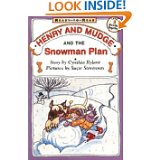 READY-TO-READ
HENRY AND MUDGE
AND THE
Snowman Plan
Story by Cynthia Rylant
Pictures by Suçie Stevenson